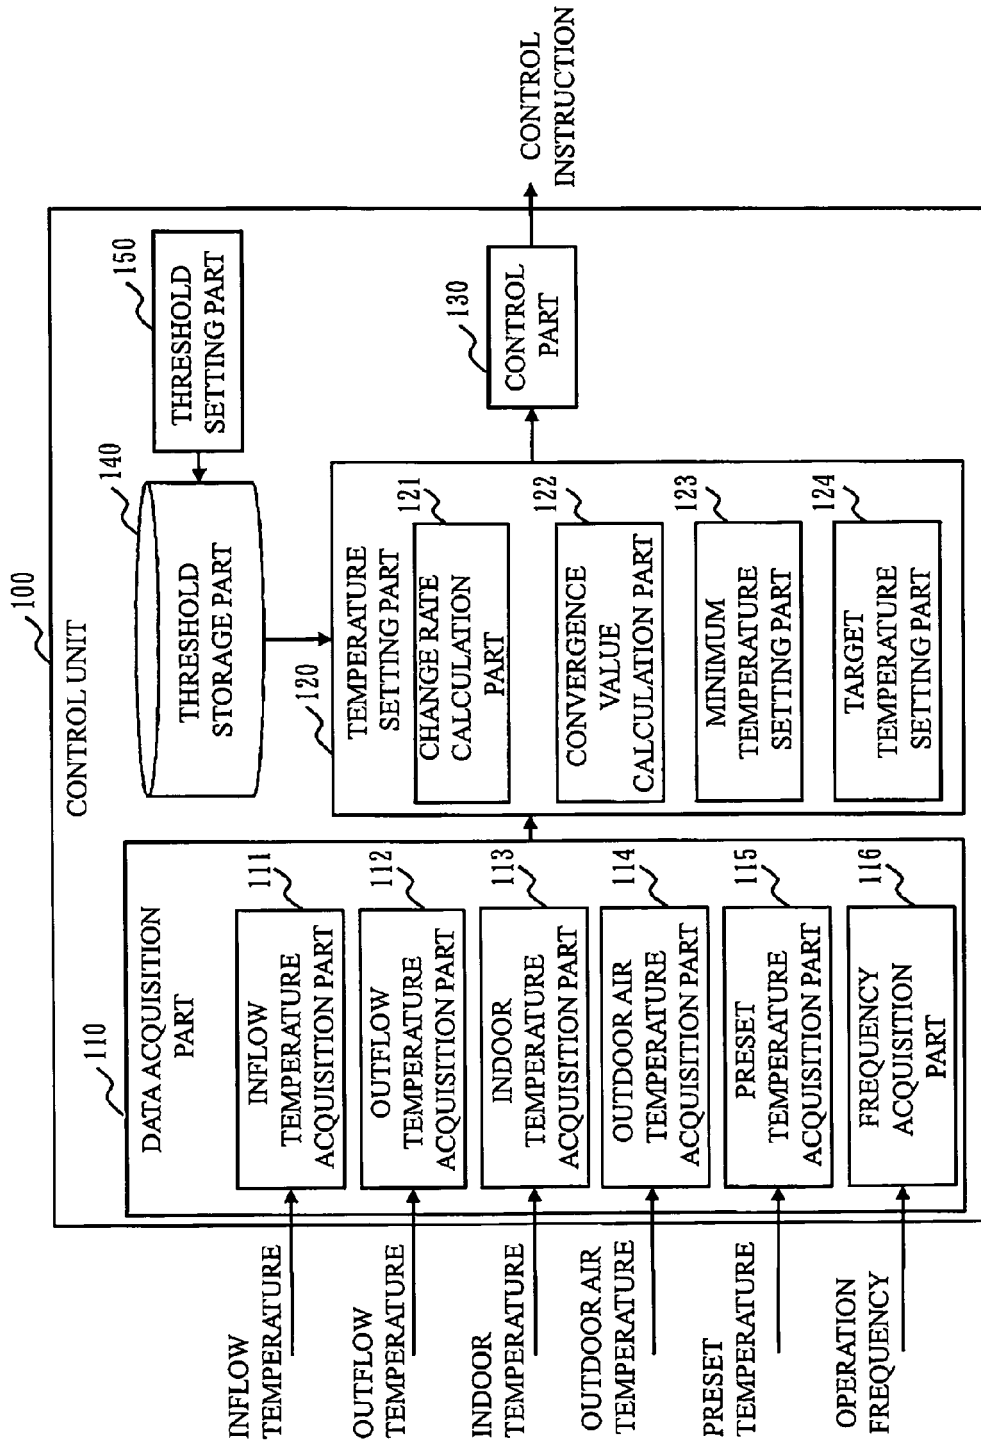 100
CONTROL UNIT
110
DATA ACQUISITION
PART
INFLOW
TEMPERATURE
111
INFLOW
TEMPERATURE
ACQUISITION PART
OUTFLOW
TEMPERATURE
112
OUTFLOW
TEMPERATURE
ACQUISITION PART
INDOOR
TEMPERATURE
113
INDOOR
TEMPERATURE
ACQUISITION PART
OUTDOOR AIR
TEMPERATURE
114
OUTDOOR AIR
TEMPERATURE
ACQUISITION PART
PRESET
TEMPERATURE
115
PRESET
TEMPERATURE
ACQUISITION PART
OPERATION
FREQUENCY
116
FREQUENCY
ACQUISITION
PART
140
THRESHOLD
STORAGE PART
150
THRESHOLD
SETTING PART
120
TEMPERATURE
SETTING PART
121
CHANGE RATE
CALCULATION
PART
122
CONVERGENCE
VALUE
CALCULATION PART
123
MINIMUM
TEMPERATURE
SETTING PART
124
TARGET
TEMPERATURE
SETTING PART
130
CONTROL
PART
CONTROL
INSTRUCTION